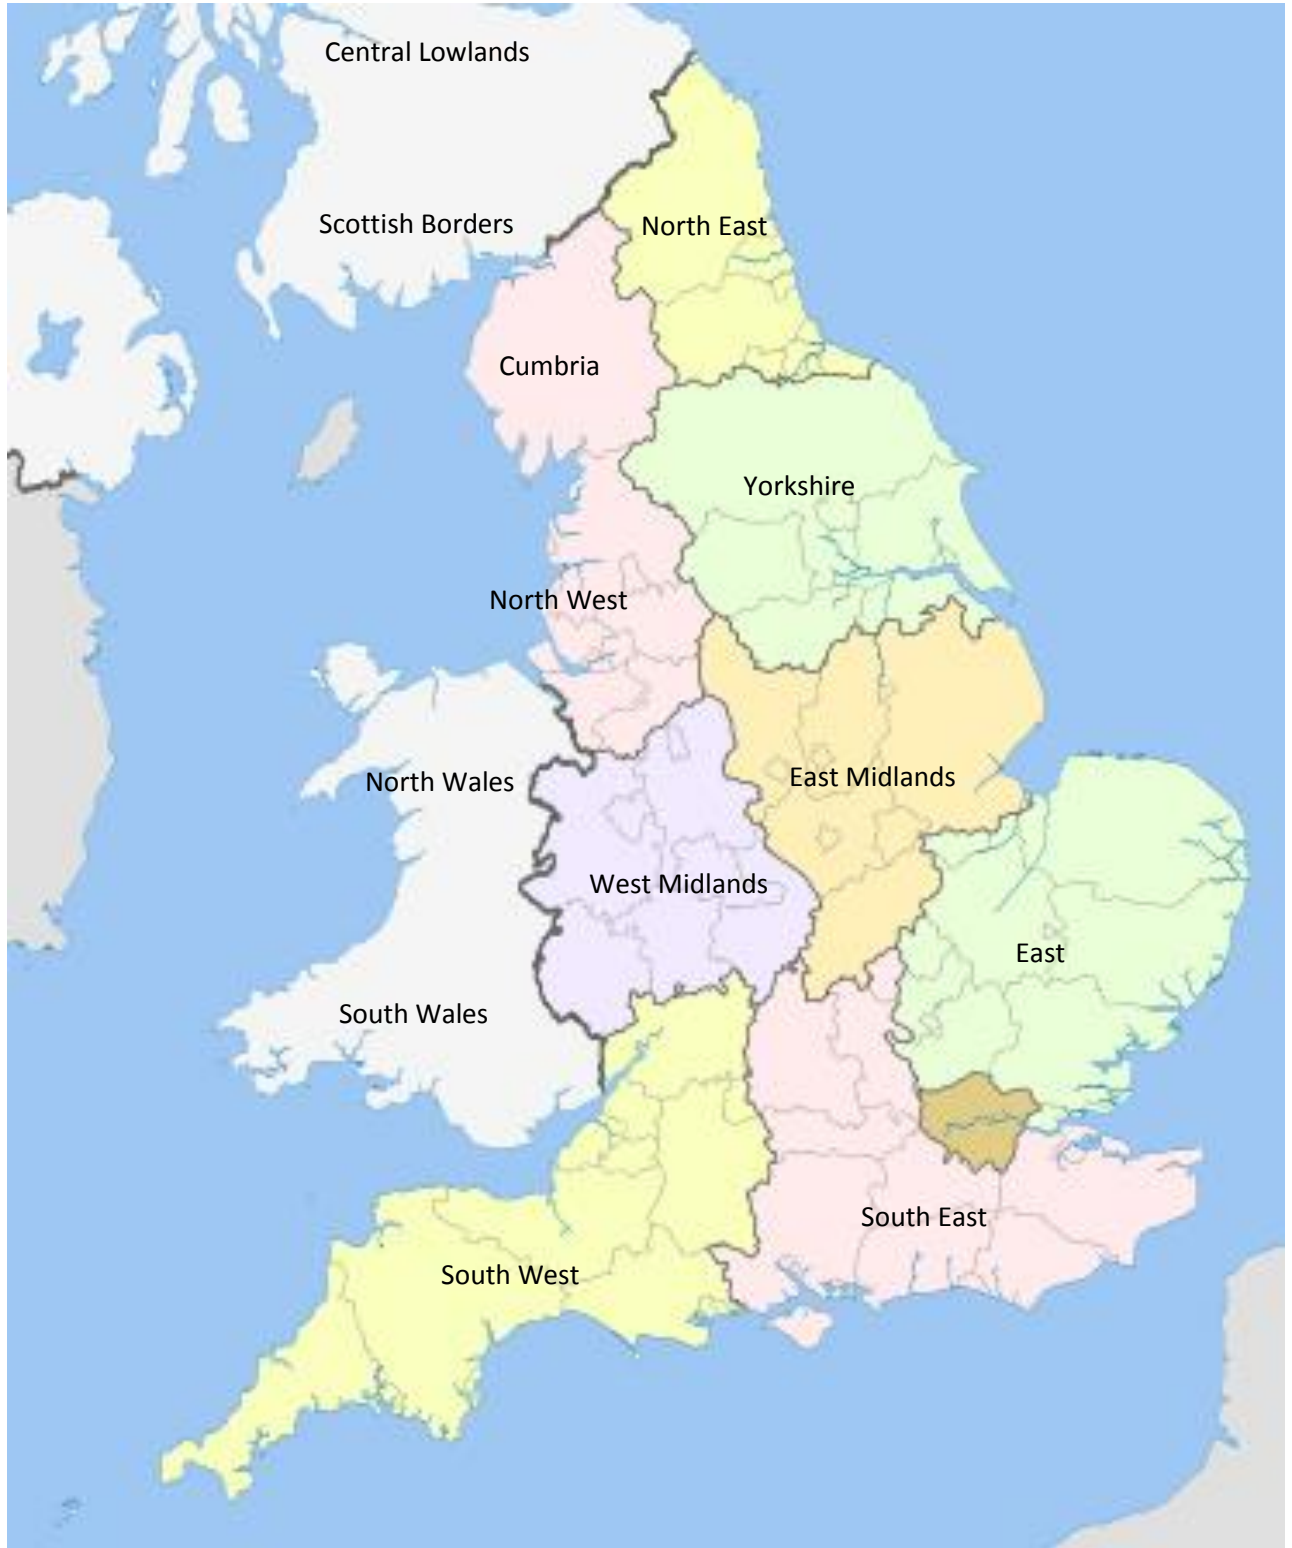 Central Lowlands
Scottish Borders
North East
Cumbria
Yorkshire
North West
North Wales
East Midlands
West Midlands
East
South Wales
South East
South West